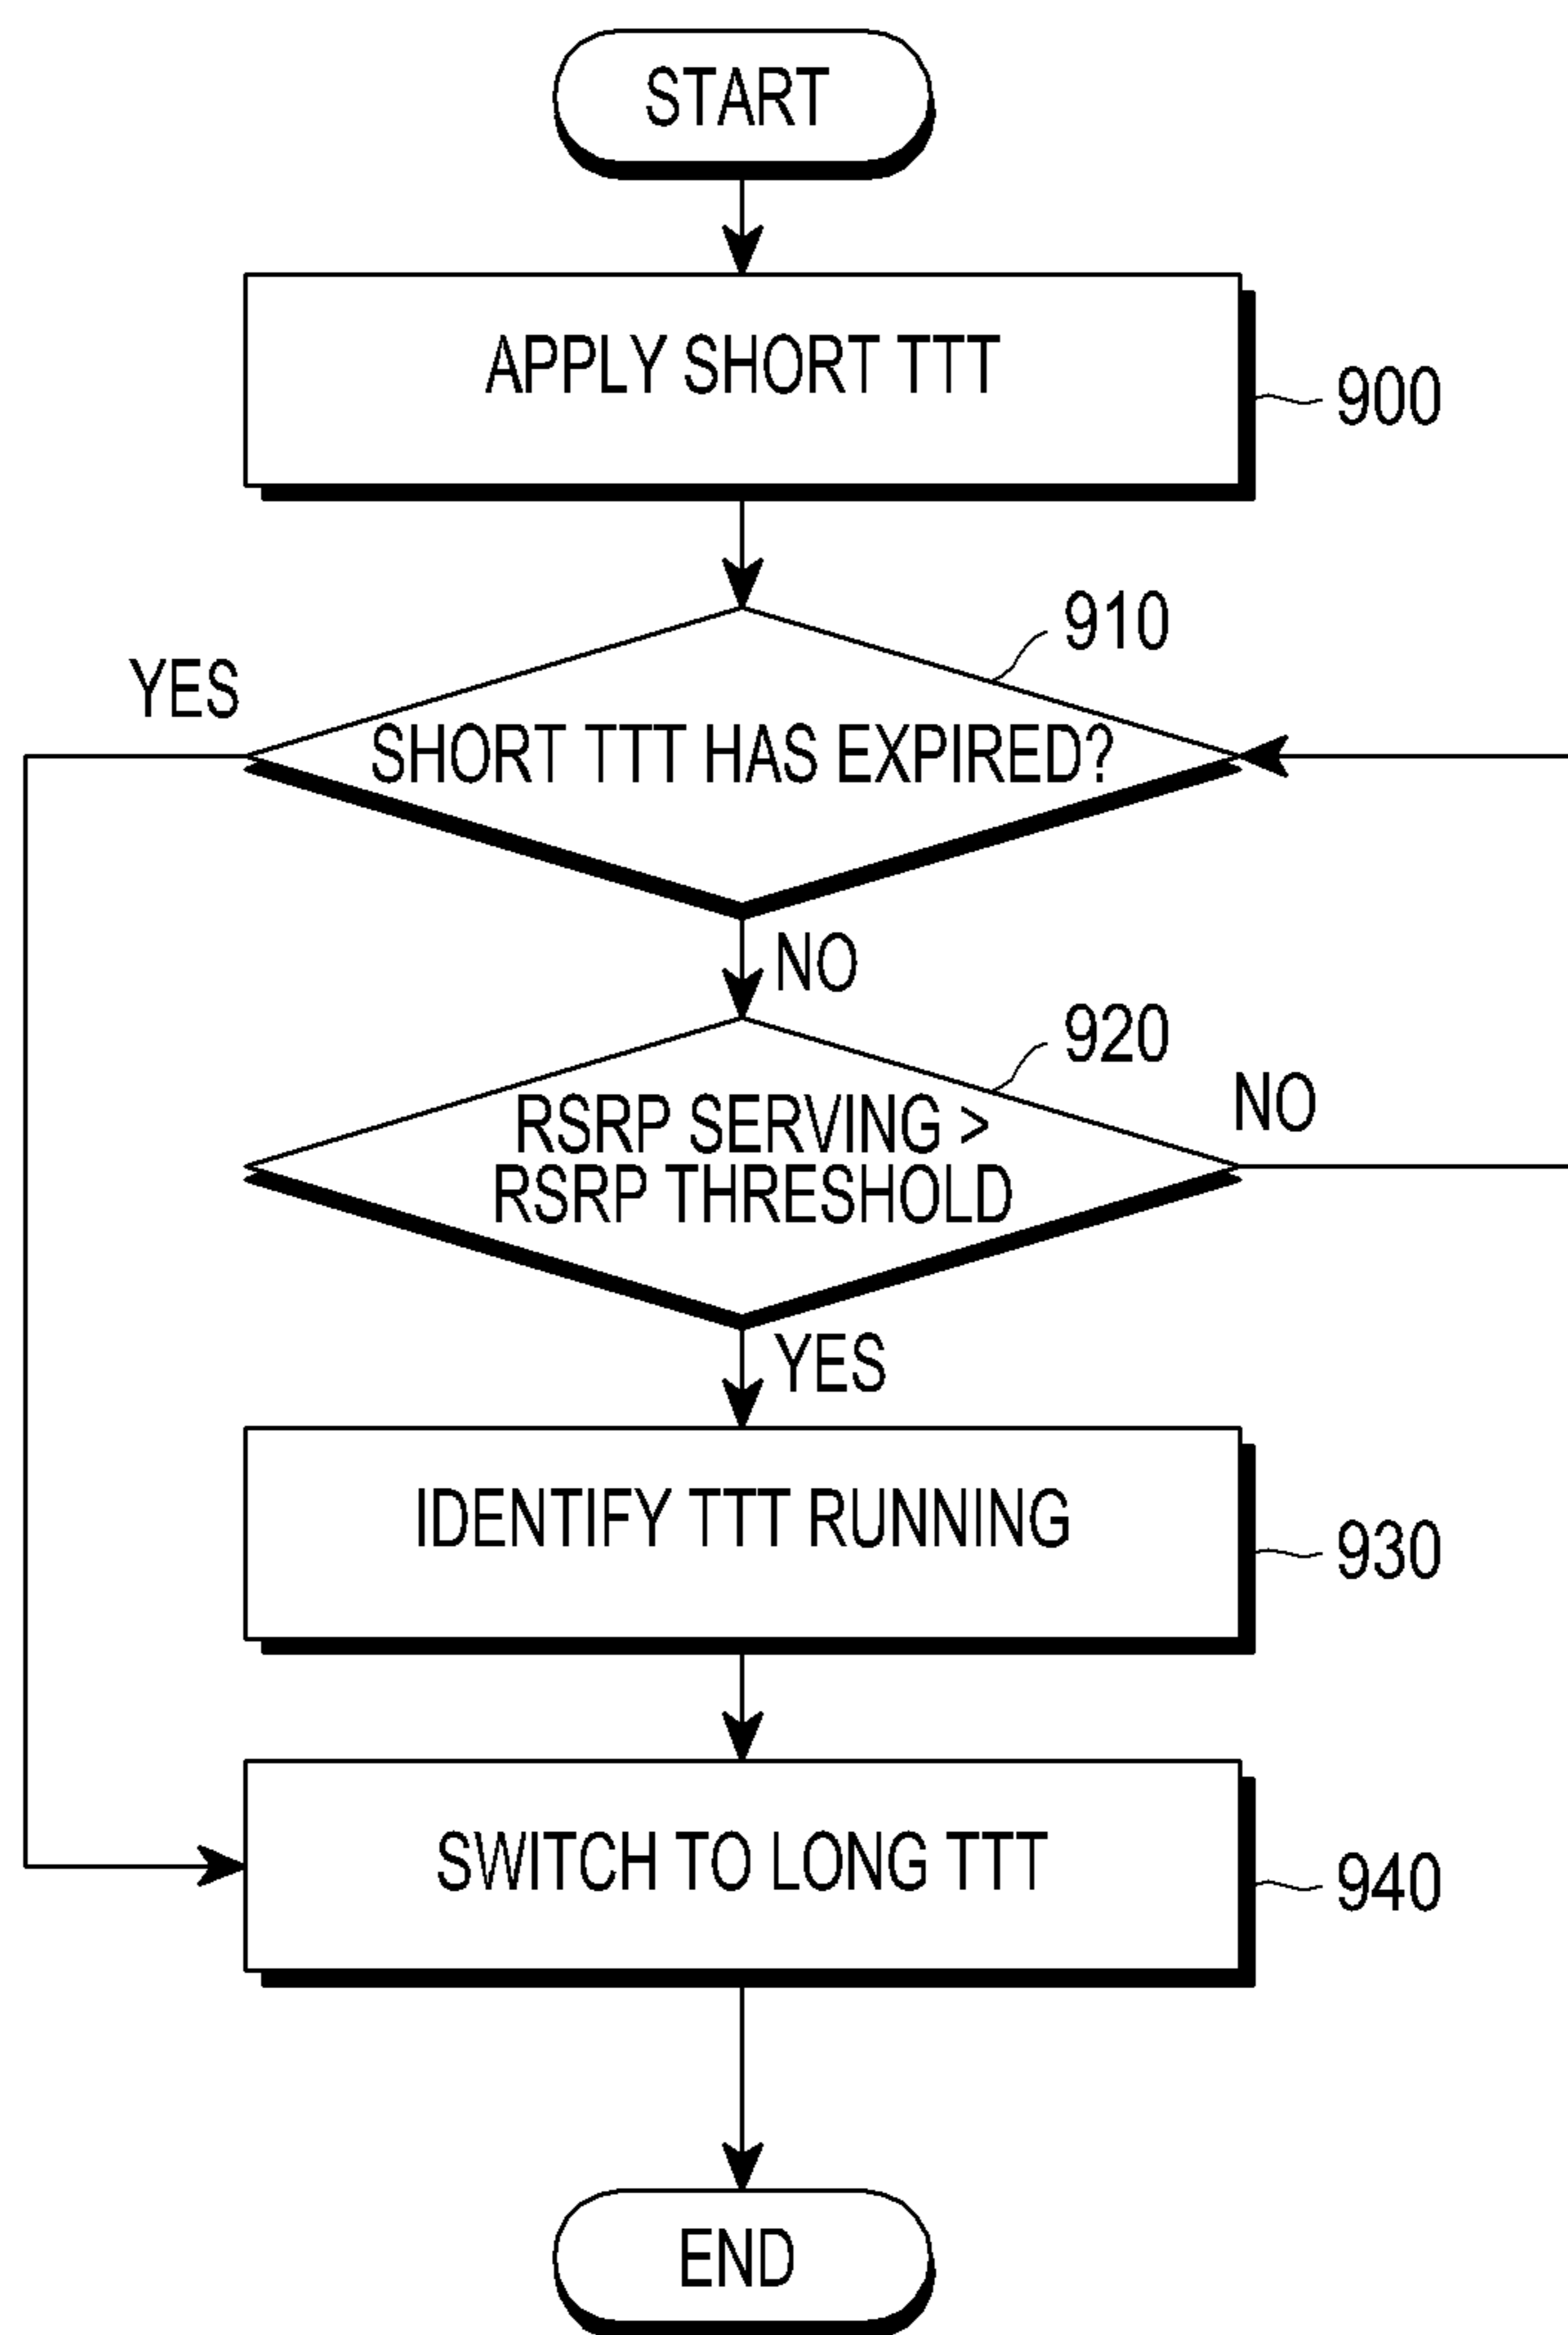 START
APPLY SHORT TTT
900
910
YES
SHORT TTT HAS EXPIRED?
NO
920
NO
RSRP SERVING >
RSRP THRESHOLD
YES
IDENTIFY TTT RUNNING
930
SWITCH TO LONG TTT
940
END